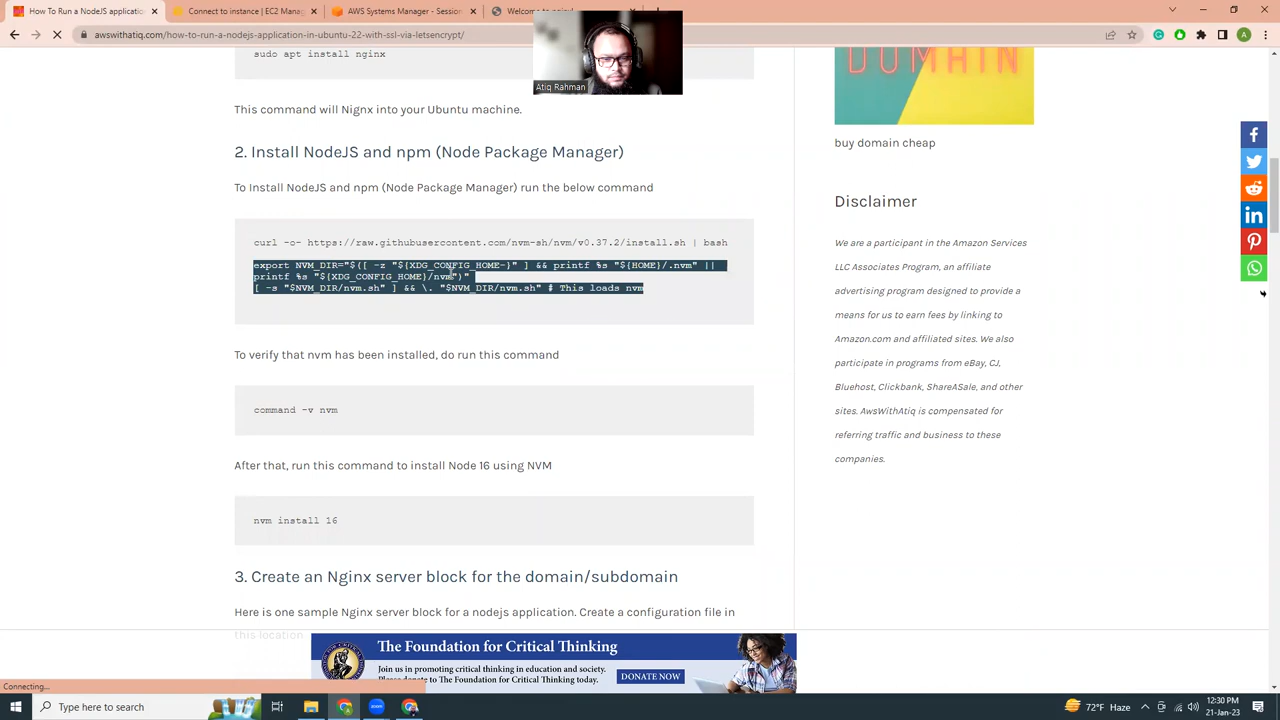 How To Run a NodeJS Applicatio
Connect to instance | EC2 Manag
AWS Systems Manager - Session
Welcom
awswithatiq.com/how-to-run-a-nodejs-application-in-ubuntu-22-with-ssl-via-letsencrypt/
Atiq Rahman
sudo apt install nginx
This command will Nignx into your Ubuntu machine.
2. Install NodeJS and npm (Node Package Manager)
To Install NodeJS and npm (Node Package Manager) run the below command
curl -o- https://raw.githubusercontent.com/nvm-sh/nvm/v0.37.2/install.sh | bash
export NVM_DIR="$([ -z "${XDG_CONFIG_HOME-}" ] && printf %s "${HOME}/.nvm" ||
printf %s "${XDG_CONFIG_HOME}/nvm")"
[ -s "$NVM_DIR/nvm.sh" ] && \. "$NVM_DIR/nvm.sh" # This loads nvm
To verify that nvm has been installed, do run this command
command -v nvm
After that, run this command to install Node 16 using NVM
nvm install 16
3. Create an Nginx server block for the domain/subdomain
Here is one sample Nginx server block for a nodejs application. Create a configuration file in
this location
DOMAIN
buy domain cheap
Disclaimer
We are a participant in the Amazon Services
LLC Associates Program, an affiliate
advertising program designed to provide a
means for us to earn fees by linking to
Amazon.com and affiliated sites. We also
participate in programs from eBay, CJ,
Bluehost, Clickbank, ShareASale, and other
sites. AwsWithAtiq is compensated for
referring traffic and business to these
companies.
The Foundation for Critical Thinking
Join us in promoting critical thinking in education and society.
to The Foundation for Critical Thinking today.
DONATE NOW
Connecting...
Type here to search
72°F Haze
12:30 PM
21-Jan-23